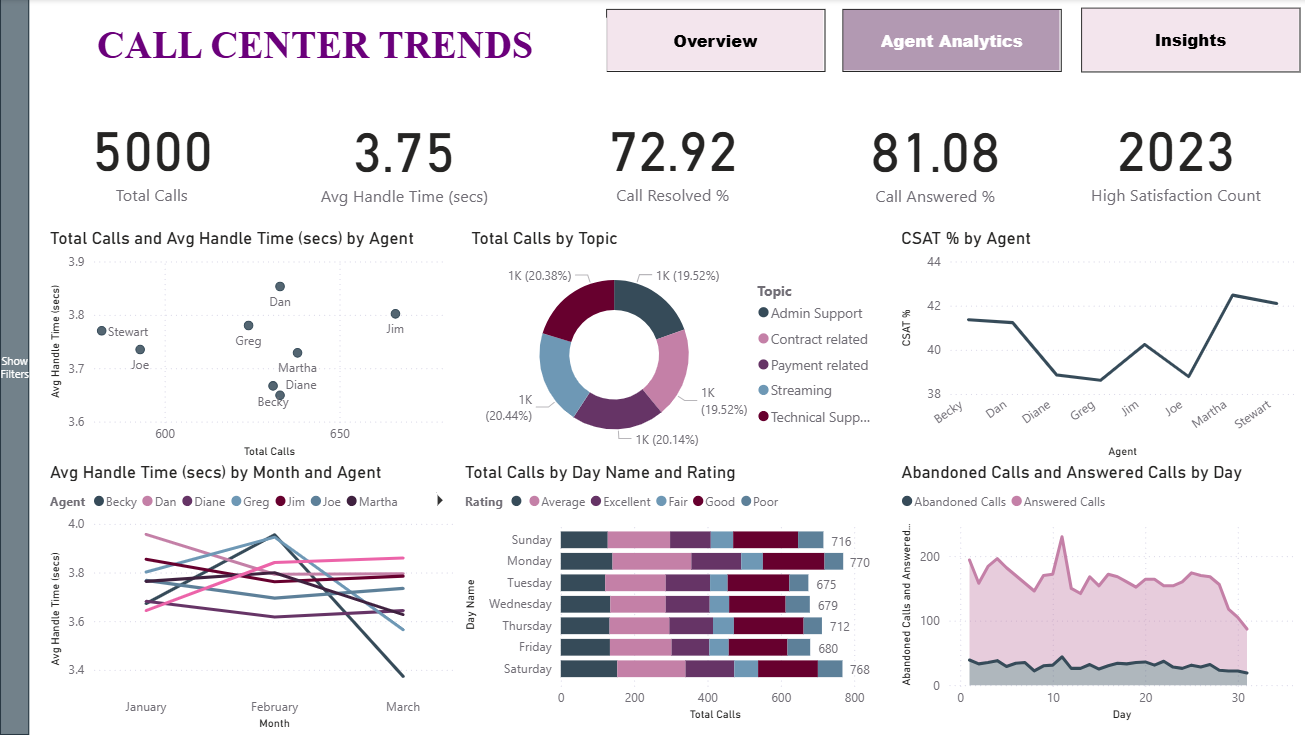 CALL CENTER TRENDS
Overview
Agent Analytics
Insights
Show
Filters
5000
Total Calls
3.75
Avg Handle Time (secs)
72.92
Call Resolved %
81.08
Call Answered %
2023
High Satisfaction Count
Total Calls and Avg Handle Time (secs) by Agent
Avg Handle Time (secs)
3.9
3.8
3.7
3.6
Dan
Jim
Stewart
Greg
Joe
Martha
Diane
Becky
600
650
Total Calls
Total Calls by Topic
1K (20.38%)
1K (19.52%)
1K
(20.44%)
1K
(19.52%)
1K (20.14%)
Topic
Admin Support
Contract related
Payment related
Streaming
Technical Supp...
CSAT % by Agent
CSAT %
44
42
40
38
Becky
Dan
Diane
Greg
Jim
Joe
Martha
Stewart
Agent
Avg Handle Time (secs) by Month and Agent
Agent
Becky
Dan
Diane
Greg
Jim
Joe
Martha
Avg Handle Time (secs)
4.0
3.8
3.6
3.4
January
February
March
Month
Total Calls by Day Name and Rating
Rating
Average
Excellent
Fair
Good
Poor
Day Name
Sunday 716
Monday 770
Tuesday 675
Wednesday 679
Thursday 712
Friday 680
Saturday 768
0
200
400
600
800
Total Calls
Abandoned Calls and Answered Calls by Day
Abandoned Calls
Answered Calls
Abandoned Calls and Answered...
200
100
0
0
10
20
30
Day